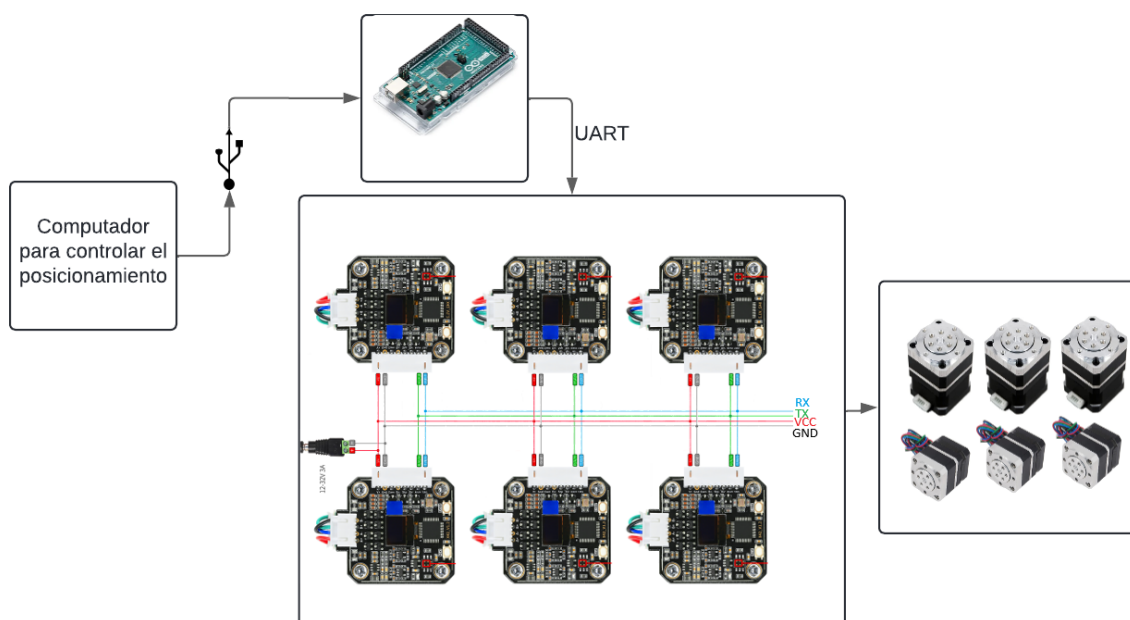 UART
Computador
para controlar el
posicionamiento
RX
TX
VCC
GND
12-32V 3A